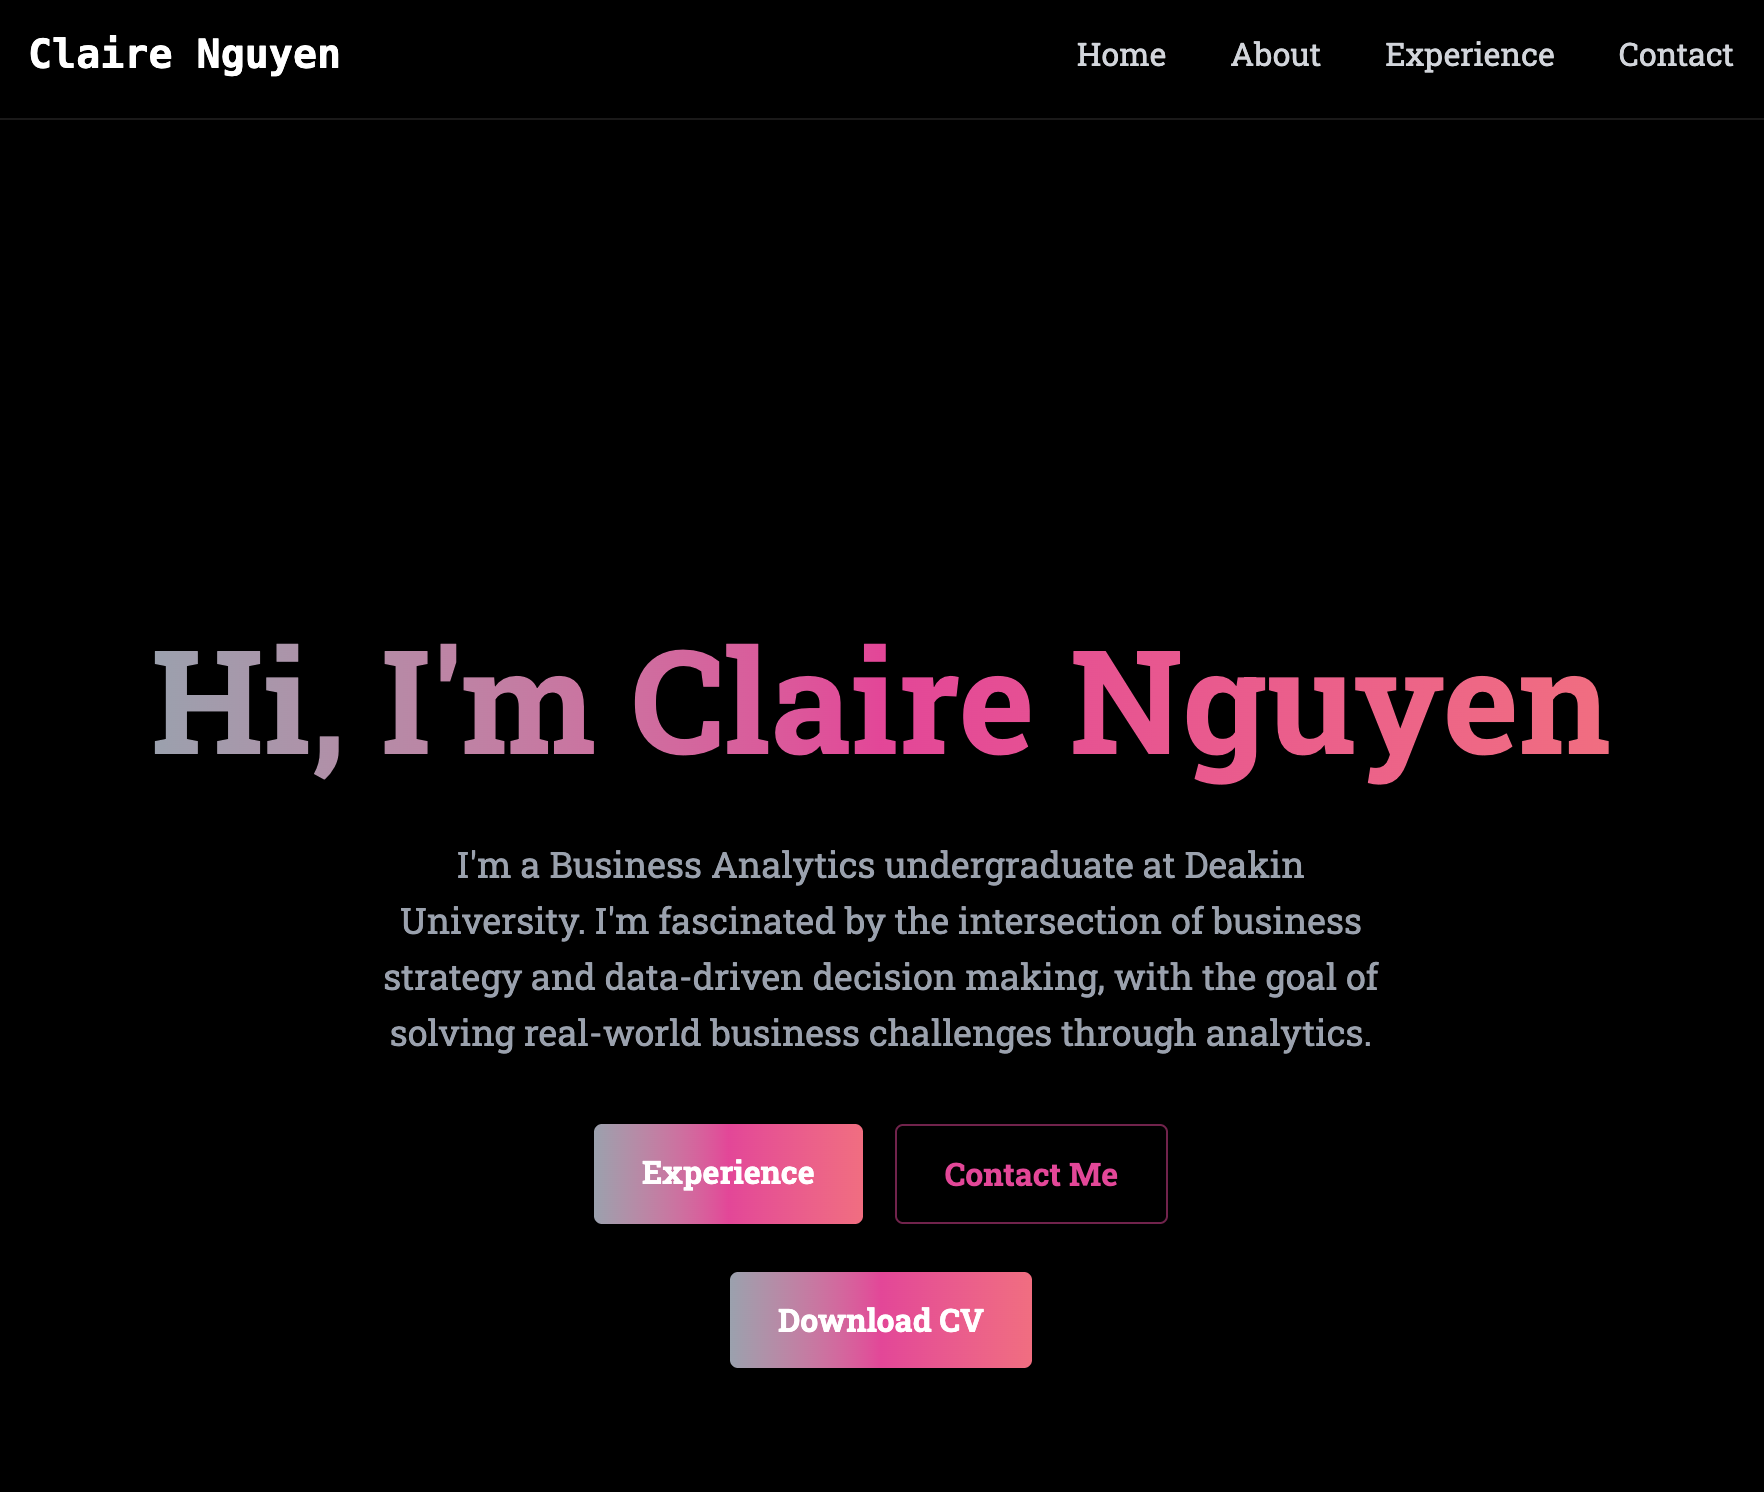 Claire Nguyen
Home About Experience Contact
Hi, I'm Claire Nguyen
I'm a Business Analytics undergraduate at Deakin
University. I'm fascinated by the intersection of business
strategy and data-driven decision making, with the goal of
solving real-world business challenges through analytics.
Experience
Contact Me
Download CV